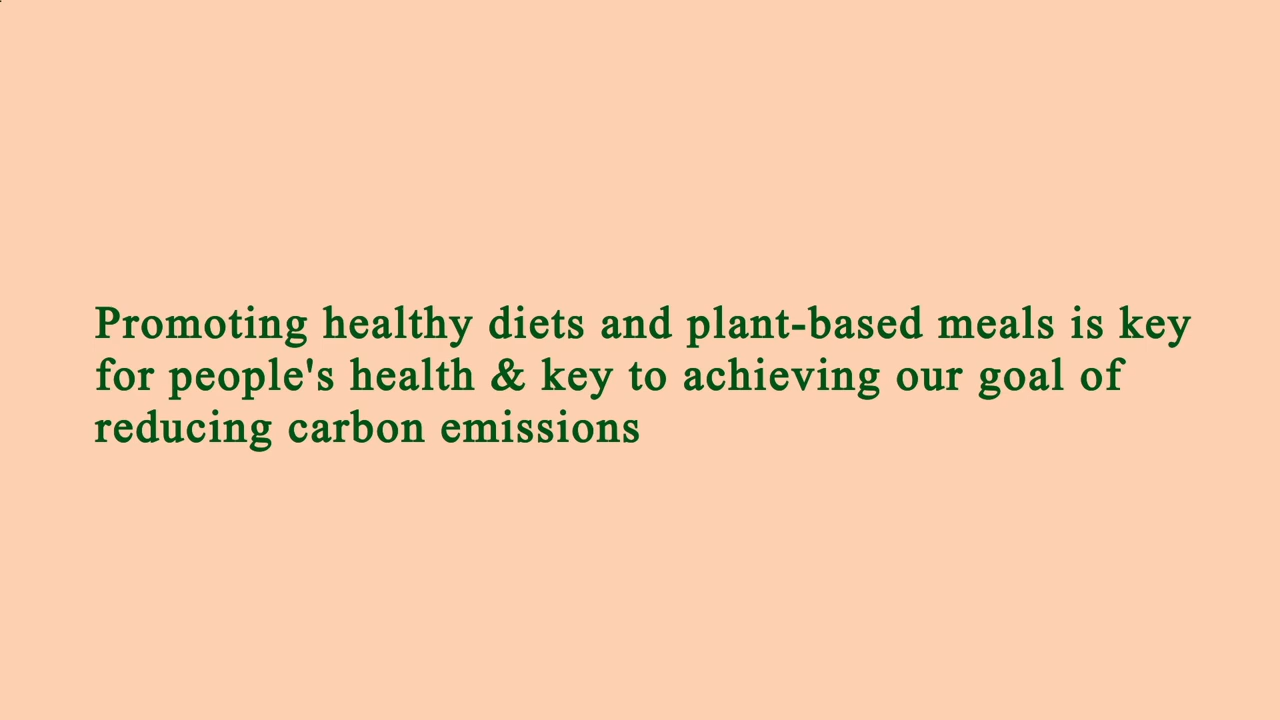 Promoting healthy diets and plant-based meals is key
for people's health & key to achieving our goal of
reducing carbon emissions